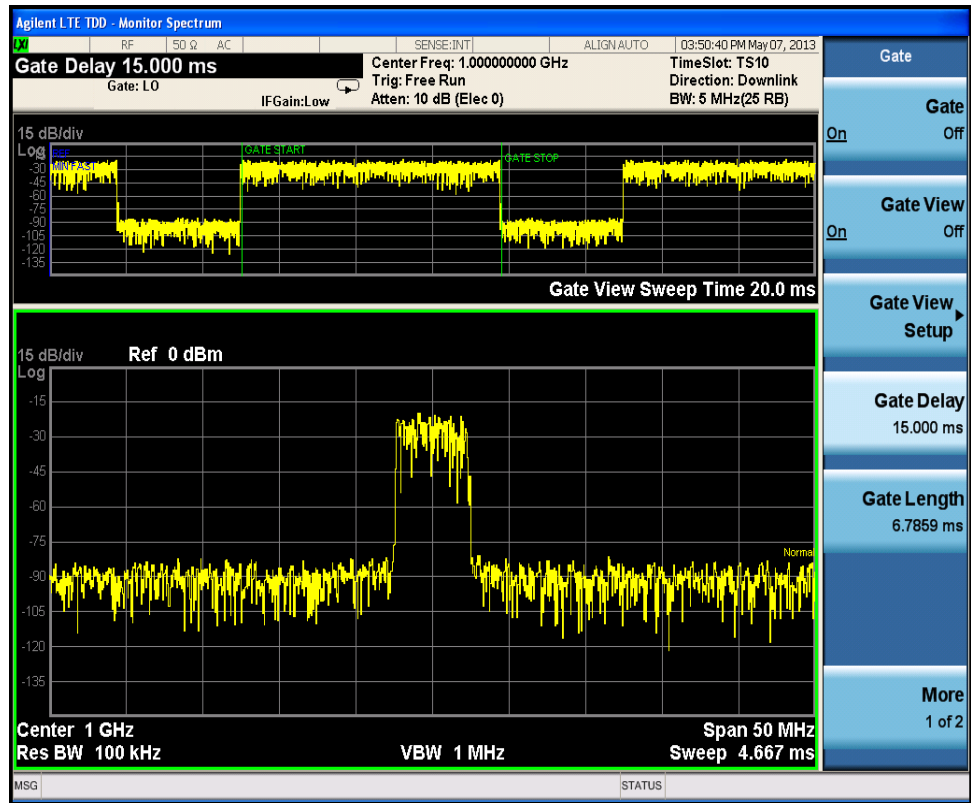 Agilent LTE TDD - Monitor Spectrum
LXI RF 50 Ω AC SENSE:INT ALIGN AUTO 03:50:40 PM May 07, 2013
Gate Delay 15.000 ms
Gate: LO
IFGain:Low
Center Freq: 1.000000000 GHz
Trig: Free Run
Atten: 10 dB (Elec 0)
TimeSlot: TS10
Direction: Downlink
BW: 5 MHz(25 RB)
15 dB/div
Log
GATE START
GATE STOP
-30
-45
-60
-75
-90
-105
-120
-135
Gate View Sweep Time 20.0 ms
15 dB/div Ref 0 dBm
Log
-15
-30
-45
-60
-75
Normal
-90
-105
-120
-135
Center 1 GHz Span 50 MHz
Res BW 100 kHz VBW 1 MHz Sweep 4.667 ms
MSG STATUS
Gate
Gate
On Off
Gate View
On Off
Gate View
Setup
Gate Delay
15.000 ms
Gate Length
6.7859 ms
More
1 of 2